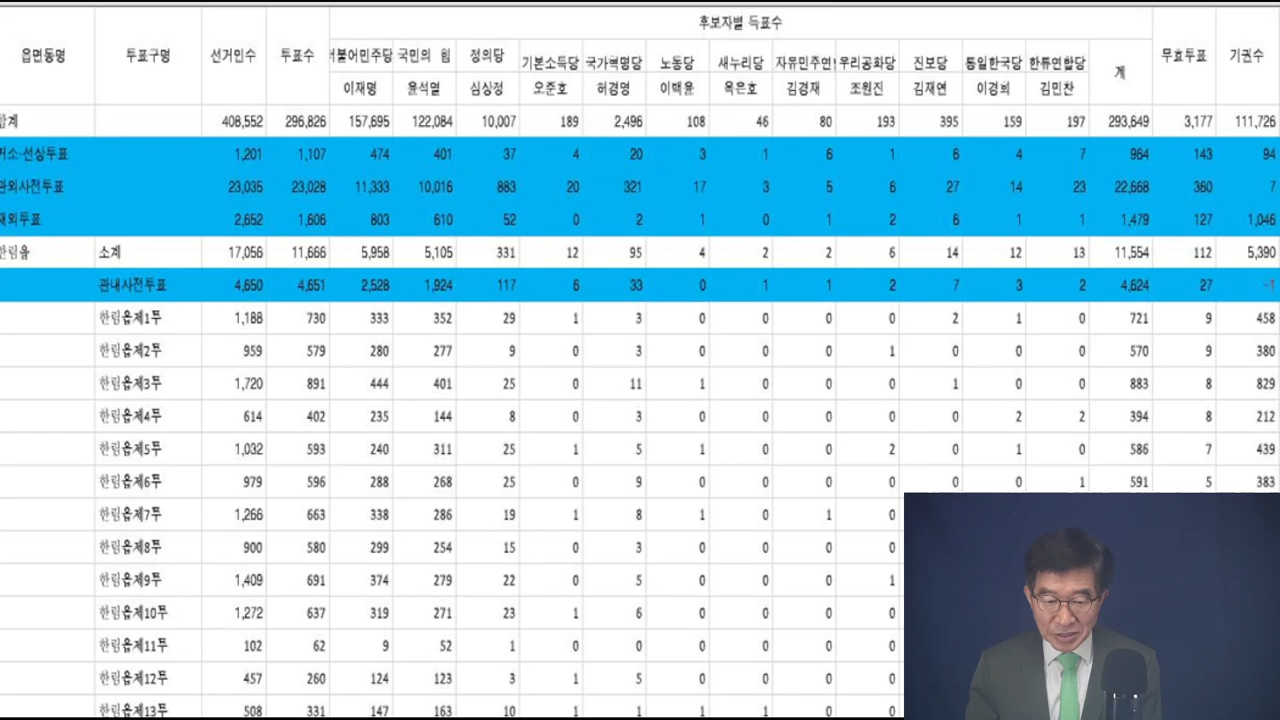 후보자별 득표수
읍면동명 투표구명 선거인수 투표수 더불어민주당 국민의 힘 정의당 기본소득당 국가혁명당 노동당 새누리당 자유민주연 우리공화당 진보당 통일한국당 한류연합당 계 무효투표 기권수
이재명 윤석열 심상정 오준호 허경영 이백윤 옥은호 김경재 조원진 김재연 이경희 김민찬
합계 408,552 296,826 157,695 122,084 10,007 189 2,496 108 46 80 193 395 159 197 293,649 3,177 111,726
거소·선상투표 1,201 1,107 474 401 37 4 20 3 1 6 1 6 4 7 964 143 94
관외사전투표 23,035 23,028 11,333 10,016 883 20 321 17 3 5 6 27 14 23 22,668 360 7
재외투표 2,652 1,606 803 610 52 0 2 1 0 1 2 6 1 1 1,479 127 1,046
한림읍 소계 17,056 11,666 5,958 5,105 331 12 95 4 2 2 6 14 12 13 11,554 112 5,390
관내사전투표 4,650 4,651 2,528 1,924 117 6 33 0 1 1 2 7 3 2 4,624 27 -1
한림읍제1투 1,188 730 333 352 29 1 3 0 0 0 0 2 1 0 721 9 458
한림읍제2투 959 579 280 277 9 0 3 0 0 0 1 0 0 0 570 9 380
한림읍제3투 1,720 891 444 401 25 0 11 1 0 0 0 1 0 0 883 8 829
한림읍제4투 614 402 235 144 8 0 3 0 0 0 0 0 2 2 394 8 212
한림읍제5투 1,032 593 240 311 25 1 5 1 0 0 2 0 1 0 586 7 439
한림읍제6투 979 596 288 268 25 0 9 0 0 0 0 0 0 1 591 5 383
한림읍제7투 1,266 663 338 286 19 1 8 1 0 1 0
한림읍제8투 900 580 299 254 15 0 3 0 0 0 0
한림읍제9투 1,409 691 374 279 22 0 5 0 0 0 1
한림읍제10투 1,272 637 319 271 23 1 6 0 0 0 0
한림읍제11투 102 62 9 52 1 0 0 0 0 0 0
한림읍제12투 457 260 124 123 3 1 5 0 0 0 0
한림읍제13투 508 331 147 163 10 1 1 1 1 0 0